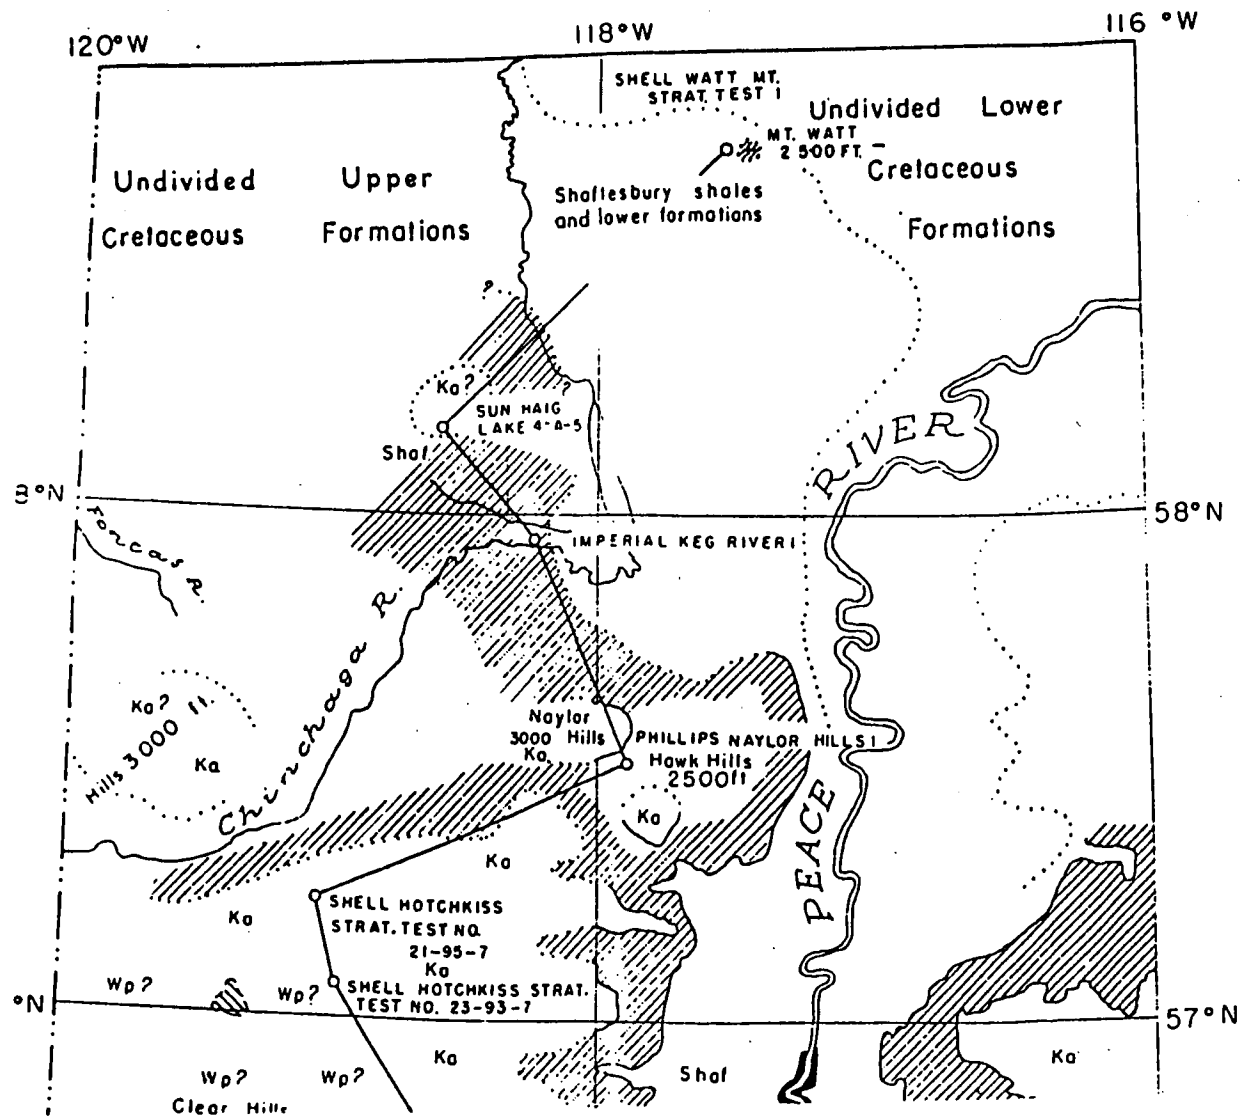 120°W
118°W
116 °W
SHELL WATT MT.
STRAT. TEST 1
Undivided Lower
MT. WATT
2500 FT.
Cretaceous
Undivided Upper
Shaftesbury shales
and lower formations
Cretaceous Formations
Formations
?
Ka?
?
SUN HAIG
LAKE 4-A-5
Shaf.
RIVER
8°N
58°N
Forcas R.
IMPERIAL KEG RIVER 1
Chinchaga R.
Ka?
Hills 3000 ft.
Ka
Naylor
3000 Hills
Ka
PHILLIPS NAYLOR HILLS 1
Hawk Hills
2500ft
Ka
PEACE
Ka
Ka
SHELL HOTCHKISS
STRAT. TEST NO.
21-95-7
Ka
Wp?
Wp?
SHELL HOTCHKISS STRAT.
TEST NO. 23-93-7
°N
57°N
Ka
Shaf
Ka
Wp?
Wp?
Clear Hills